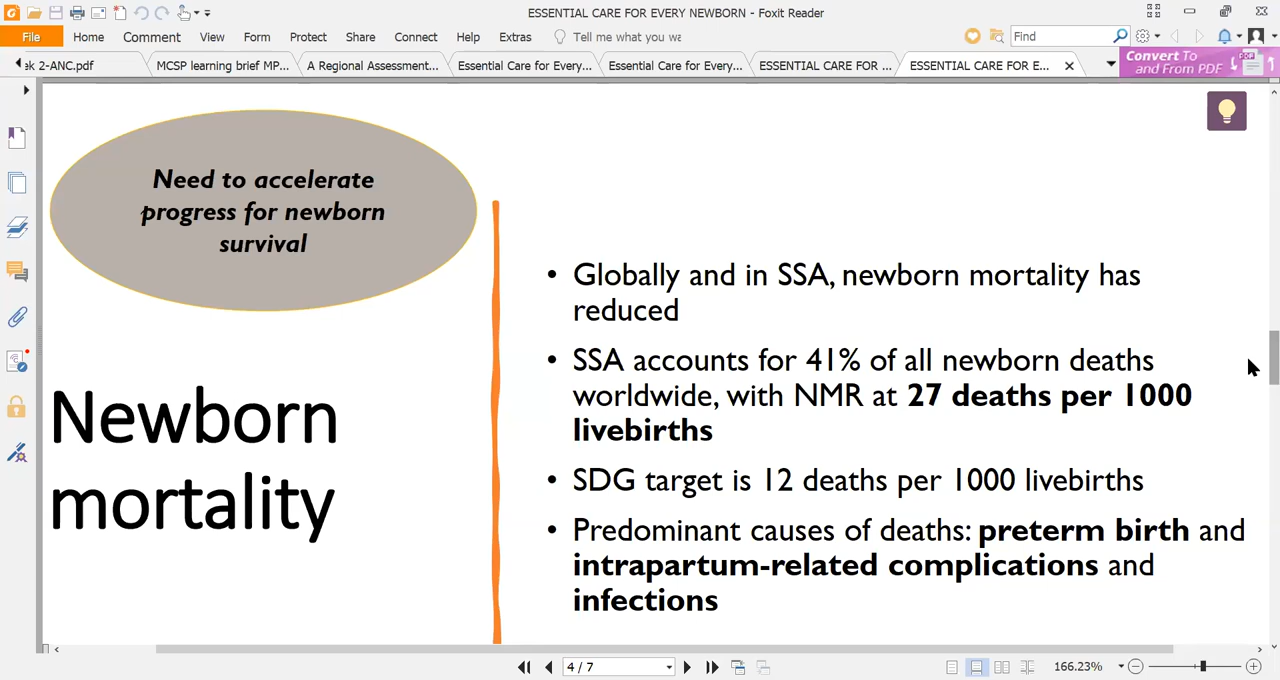 ESSENTIAL CARE FOR EVERY NEWBORN - Foxit Reader
File Home Comment View Form Protect Share Connect Help Extras Tell me what you wa Find
ek 2-ANC.pdf MCSP learning brief MP... A Regional Assessment... Essential Care for Every... Essential Care for Every... ESSENTIAL CARE FOR ... ESSENTIAL CARE FOR E...
Convert To
and From PDF
PDF
Need to accelerate
progress for newborn
survival
Newborn
mortality
• Globally and in SSA, newborn mortality has
reduced
• SSA accounts for 41% of all newborn deaths
worldwide, with NMR at 27 deaths per 1000
livebirths
• SDG target is 12 deaths per 1000 livebirths
• Predominant causes of deaths: preterm birth and
intrapartum-related complications and
infections
4 / 7
166.23%